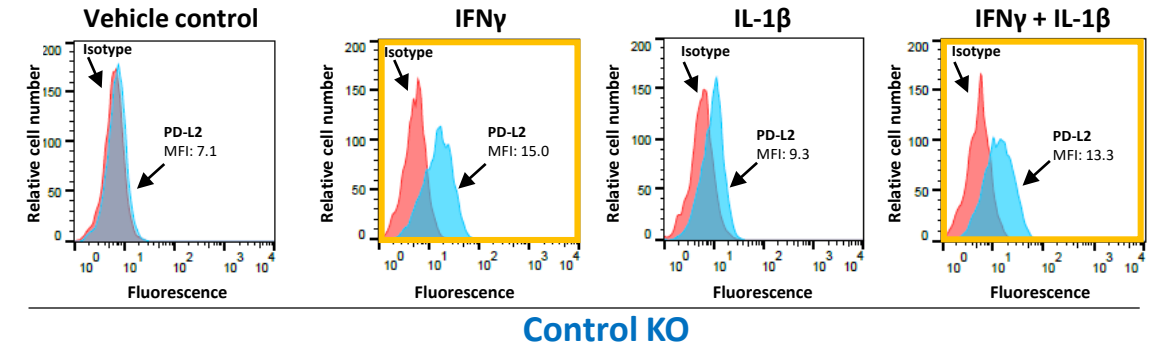 Vehicle control
IFNγ
IL-1β
IFNγ + IL-1β
Relative cell number
200
150
100
50
0
Isotype
PD-L2
MFI: 7.1
10^0 10^1 10^2 10^3 10^4
Fluorescence
Relative cell number
200
150
100
50
0
Isotype
PD-L2
MFI: 15.0
10^0 10^1 10^2 10^3 10^4
Fluorescence
Relative cell number
200
150
100
50
0
Isotype
PD-L2
MFI: 9.3
10^0 10^1 10^2 10^3 10^4
Fluorescence
Relative cell number
200
150
100
50
0
Isotype
PD-L2
MFI: 13.3
10^0 10^1 10^2 10^3 10^4
Fluorescence
Control KO